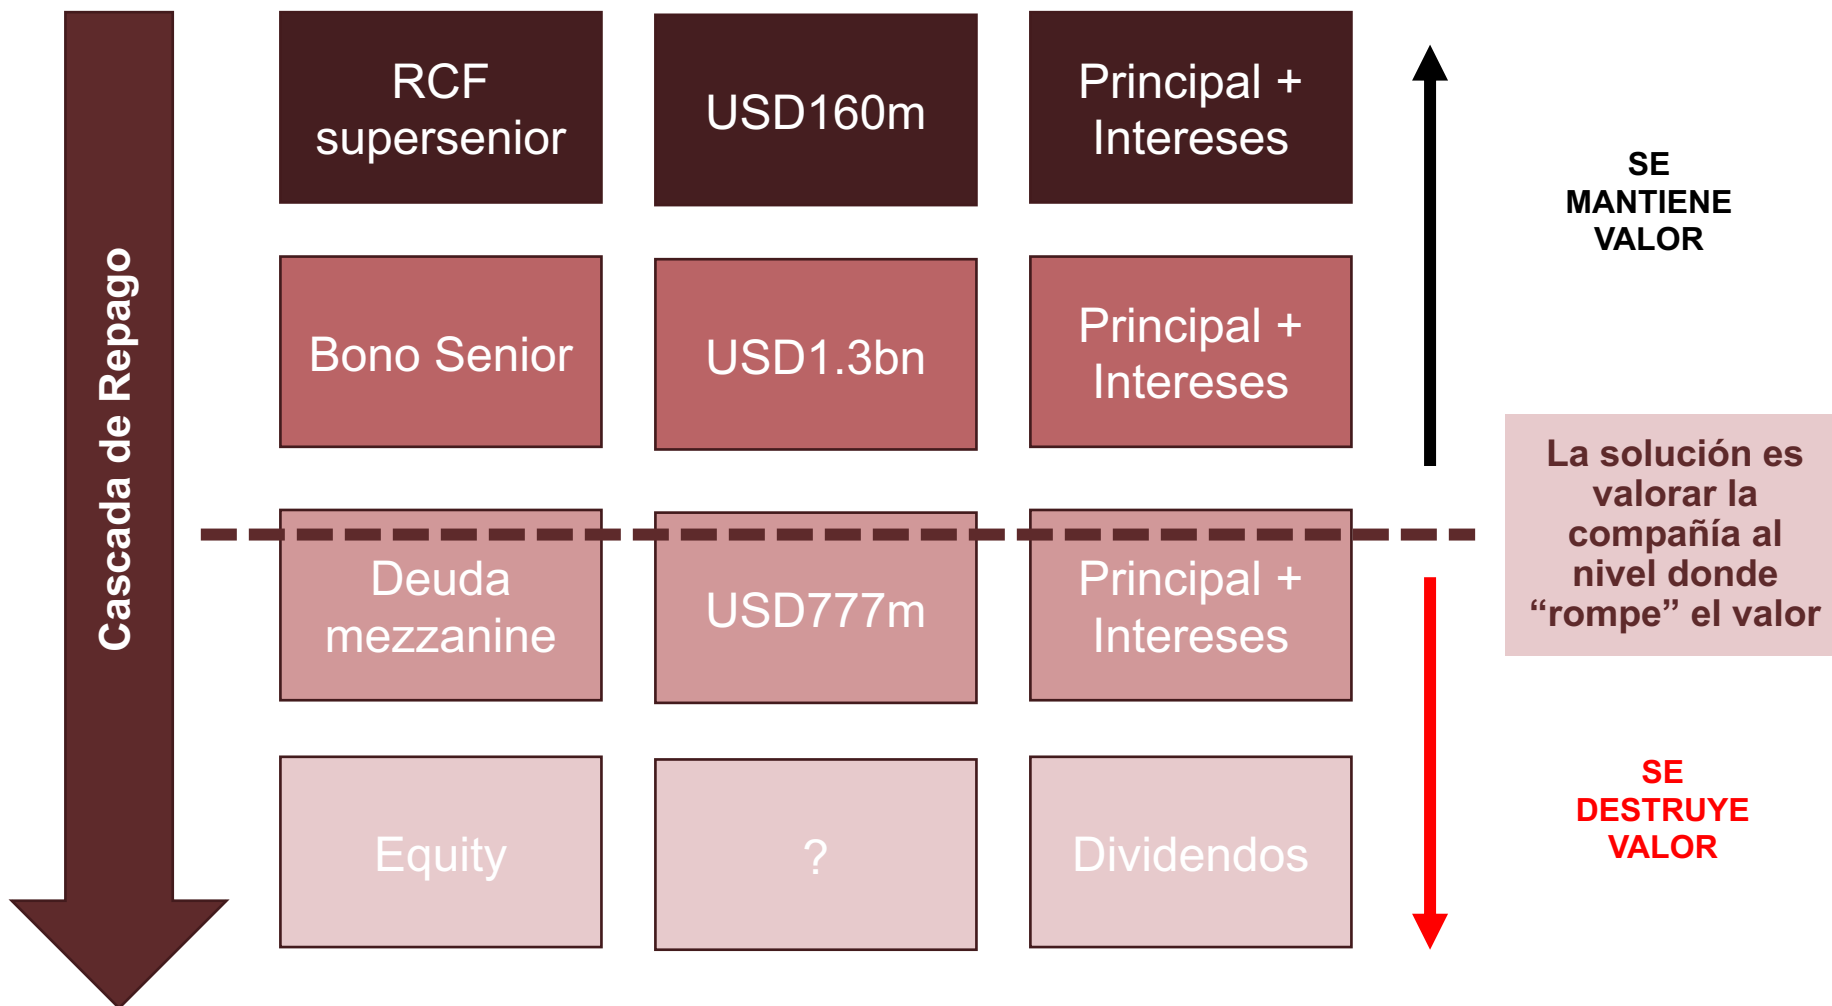 Cascada de Repago
RCF
supersenior
USD160m
Principal +
Intereses
SE
MANTIENE
VALOR
Bono Senior
USD1.3bn
Principal +
Intereses
La solución es
valorar la
compañía al
nivel donde
“rompe” el valor
Deuda
mezzanine
USD777m
Principal +
Intereses
Equity
?
Dividendos
SE
DESTRUYE
VALOR